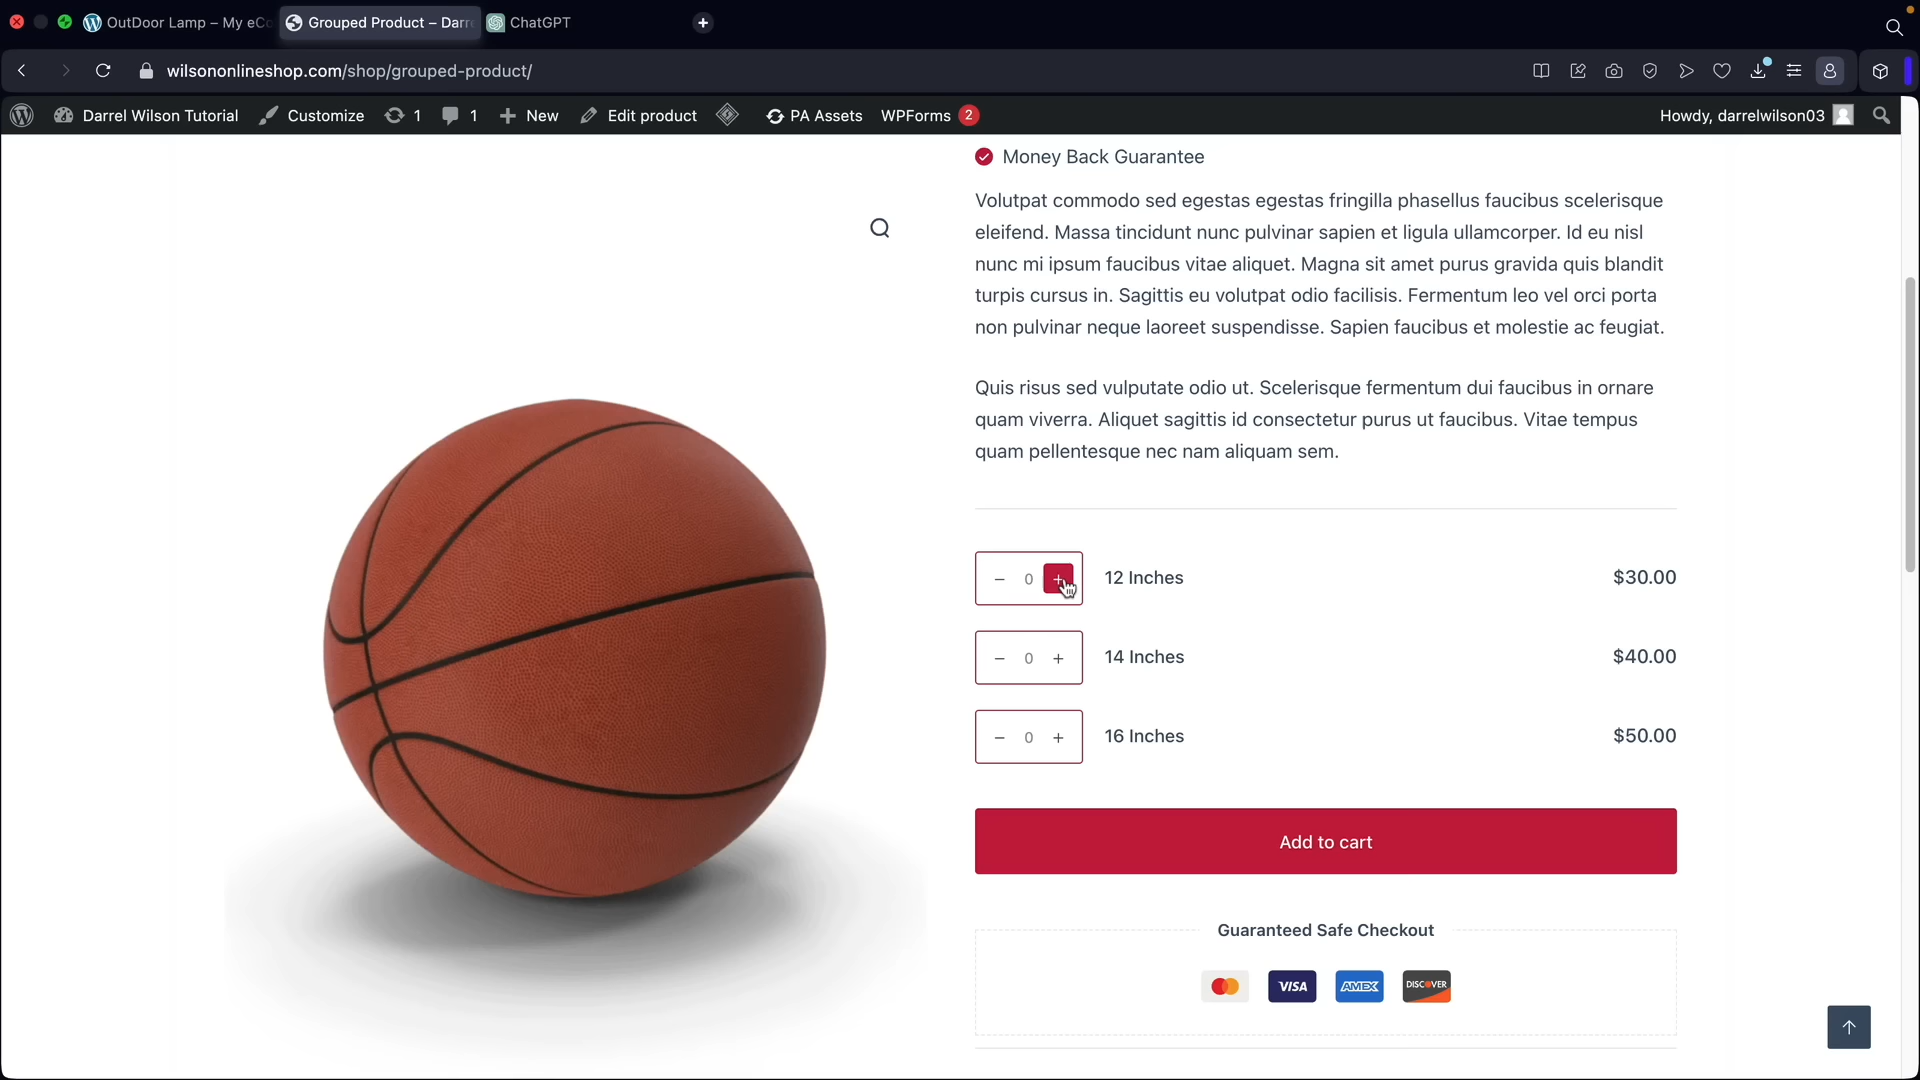 OutDoor Lamp – My eCo
Grouped Product – Darre
ChatGPT
wilsononlineshop.com/shop/grouped-product/
Darrel Wilson Tutorial
Customize
1
1
New
Edit product
PA Assets
WPForms 2
Howdy, darrelwilson03
Money Back Guarantee
Volutpat commodo sed egestas egestas fringilla phasellus faucibus scelerisque
eleifend. Massa tincidunt nunc pulvinar sapien et ligula ullamcorper. Id eu nisl
nunc mi ipsum faucibus vitae aliquet. Magna sit amet purus gravida quis blandit
turpis cursus in. Sagittis eu volutpat odio facilisis. Fermentum leo vel orci porta
non pulvinar neque laoreet suspendisse. Sapien faucibus et molestie ac feugiat.
Quis risus sed vulputate odio ut. Scelerisque fermentum dui faucibus in ornare
quam viverra. Aliquet sagittis id consectetur purus ut faucibus. Vitae tempus
quam pellentesque nec nam aliquam sem.
− 0 + 12 Inches $30.00
− 0 + 14 Inches $40.00
− 0 + 16 Inches $50.00
Add to cart
Guaranteed Safe Checkout
VISA AMEX DISCOVER